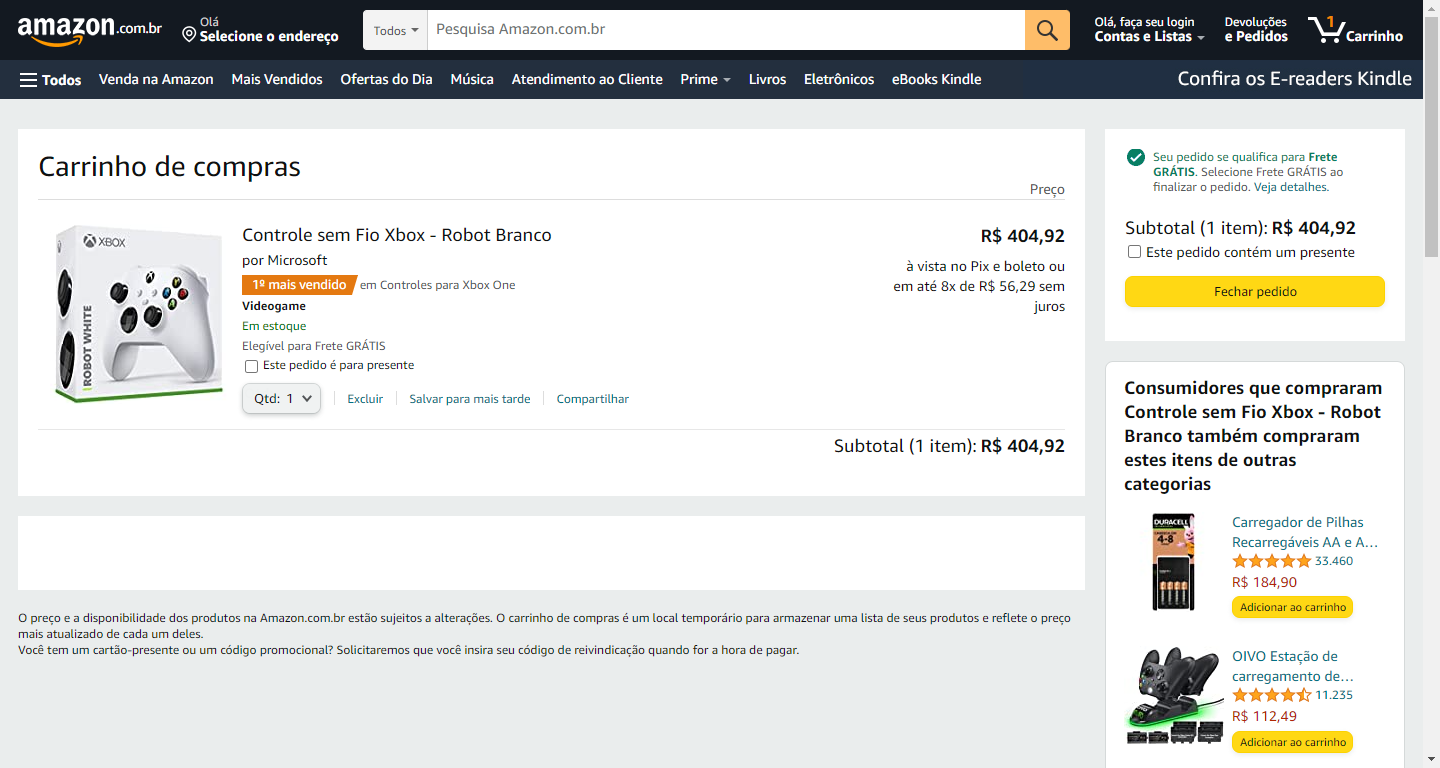 amazon.com.br
Olá
Selecione o endereço
Todos
Pesquisa Amazon.com.br
Olá, faça seu login
Contas e Listas
Devoluções
e Pedidos
1
Carrinho
Todos
Venda na Amazon
Mais Vendidos
Ofertas do Dia
Música
Atendimento ao Cliente
Prime
Livros
Eletrônicos
eBooks Kindle
Confira os E-readers Kindle
Carrinho de compras
Preço
XBOX
ROBOT WHITE
Controle sem Fio Xbox - Robot Branco
por Microsoft
1º mais vendido em Controles para Xbox One
Videogame
Em estoque
Elegível para Frete GRÁTIS
Este pedido é para presente
Qtd: 1
Excluir
Salvar para mais tarde
Compartilhar
R$ 404,92
à vista no Pix e boleto ou
em até 8x de R$ 56,29 sem
juros
Subtotal (1 item): R$ 404,92
O preço e a disponibilidade dos produtos na Amazon.com.br estão sujeitos a alterações. O carrinho de compras é um local temporário para armazenar uma lista de seus produtos e reflete o preço
mais atualizado de cada um deles.
Você tem um cartão-presente ou um código promocional? Solicitaremos que você insira seu código de reivindicação quando for a hora de pagar.
Seu pedido se qualifica para Frete
GRÁTIS. Selecione Frete GRÁTIS ao
finalizar o pedido. Veja detalhes.
Subtotal (1 item): R$ 404,92
Este pedido contém um presente
Fechar pedido
Consumidores que compraram
Controle sem Fio Xbox - Robot
Branco também compraram
estes itens de outras
categorias
DURACELL
4-8
Carregador de Pilhas
Recarregáveis AA e A...
33.460
R$ 184,90
Adicionar ao carrinho
OIVO Estação de
carregamento de...
11.235
R$ 112,49
Adicionar ao carrinho